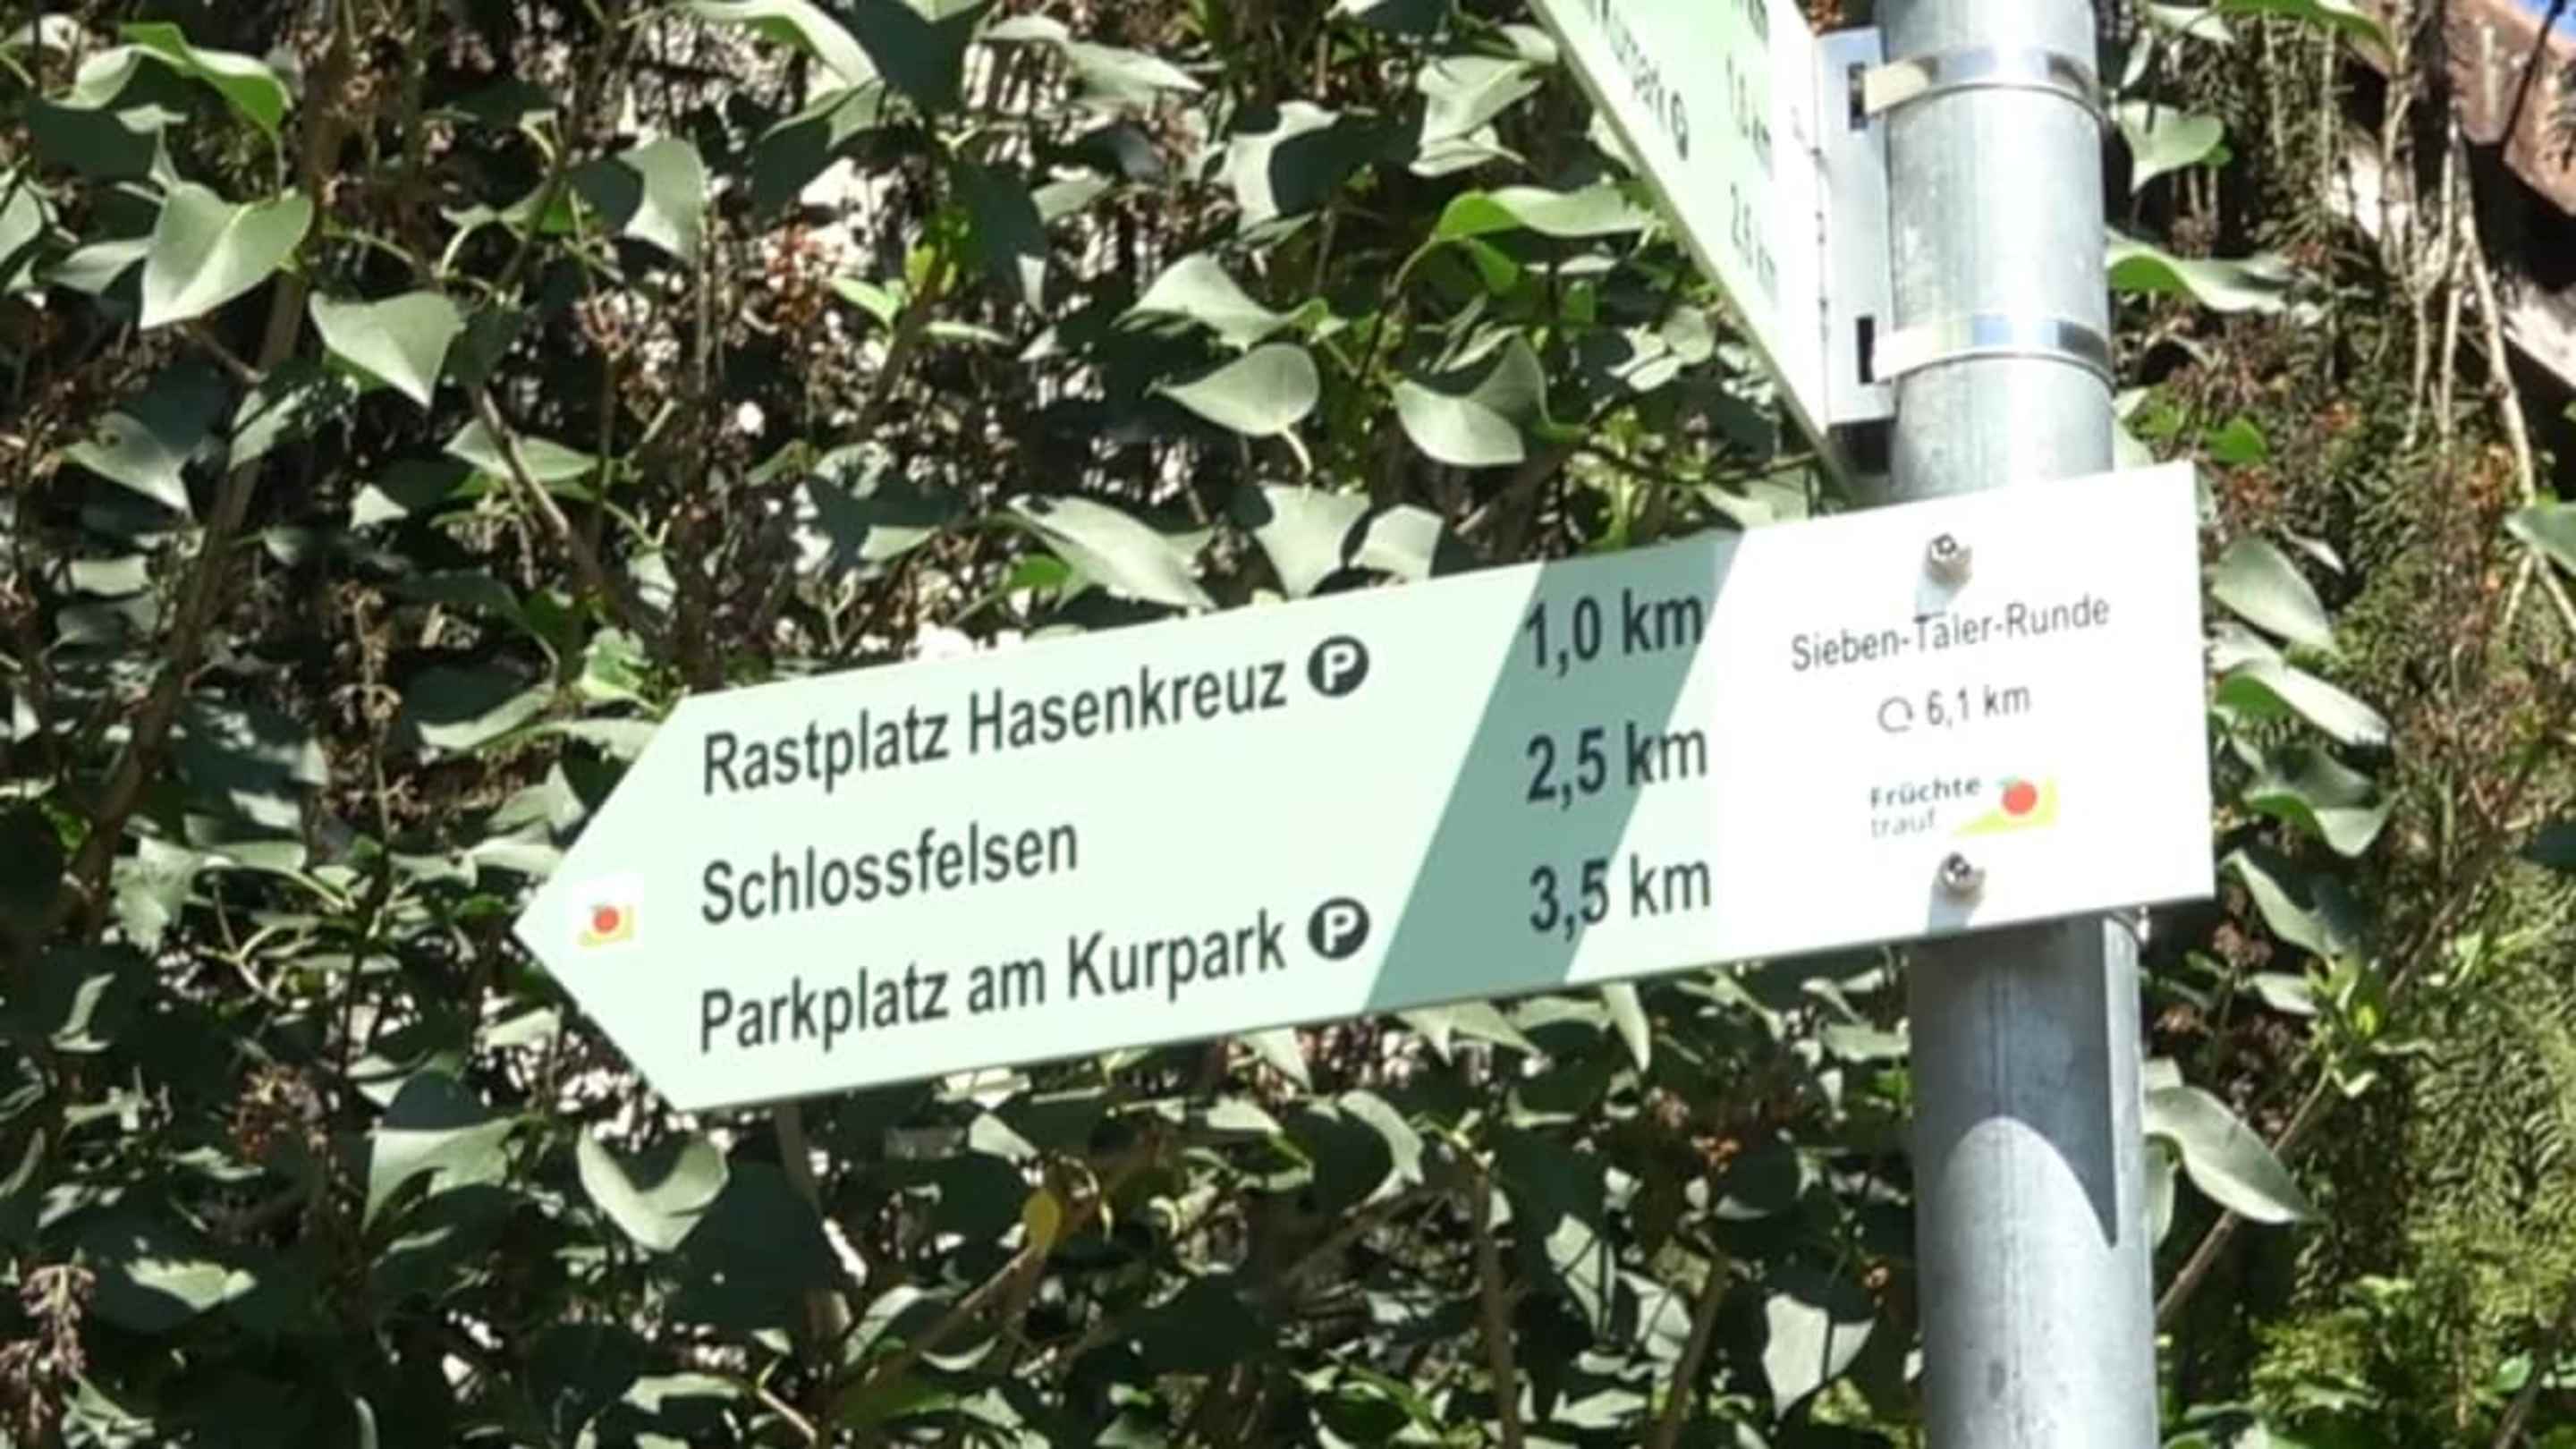 Rastplatz Hasenkreuz P 1,0 km
Schlossfelsen 2,5 km
Parkplatz am Kurpark P 3,5 km
Sieben-Täler-Runde
6,1 km
Früchte
trauf